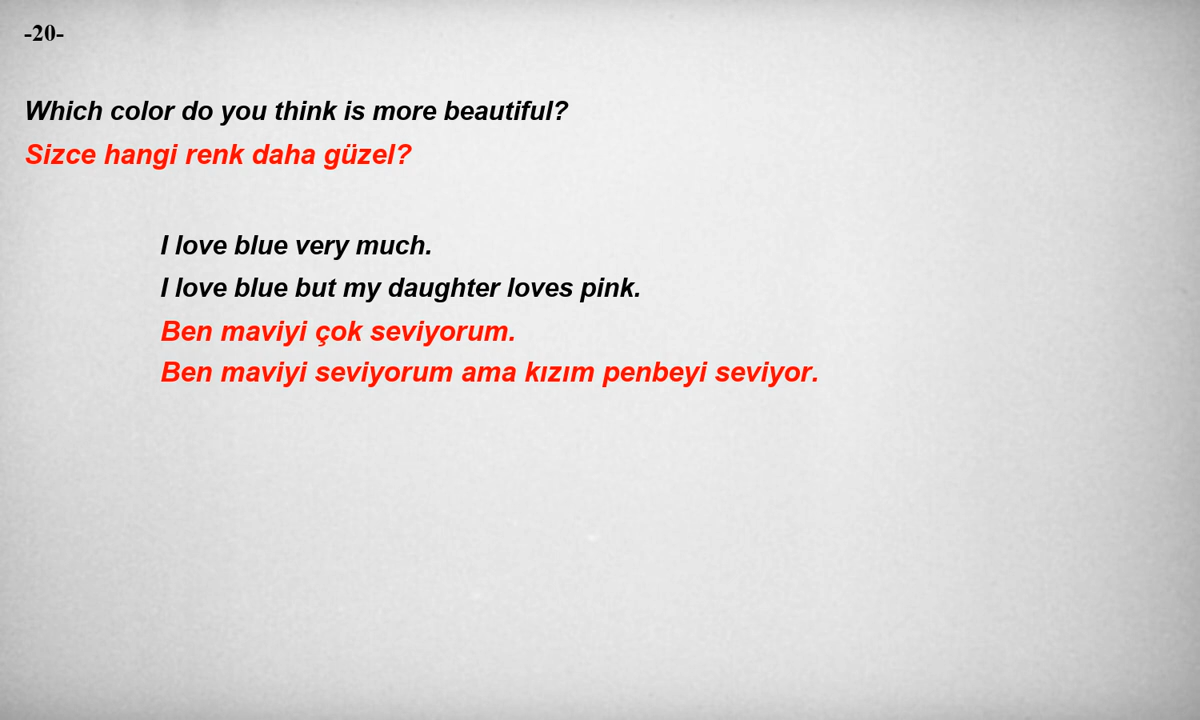 -20-
Which color do you think is more beautiful?
Sizce hangi renk daha güzel?
I love blue very much.
I love blue but my daughter loves pink.
Ben maviyi çok seviyorum.
Ben maviyi seviyorum ama kızım penbeyi seviyor.